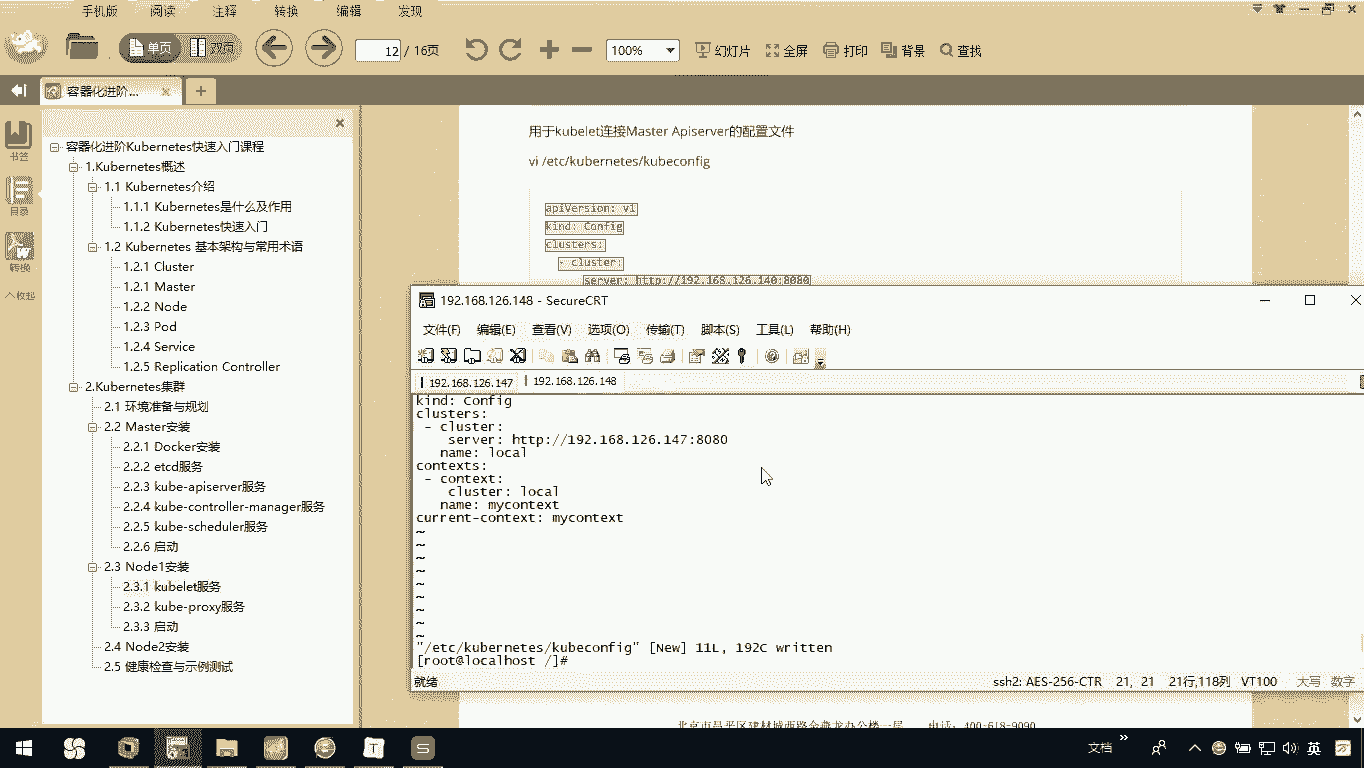 手机版 阅读 注释 转换 编辑 发现
单页 双页 12 / 16页 100% 幻灯片 全屏 打印 背景 查找
容器化进阶...
书签
目录
转换
收起
容器化进阶Kubernetes快速入门课程
1.Kubernetes概述
1.1 Kubernetes介绍
1.1.1 Kubernetes是什么及作用
1.1.2 Kubernetes快速入门
1.2 Kubernetes 基本架构与常用术语
1.2.1 Cluster
1.2.1 Master
1.2.2 Node
1.2.3 Pod
1.2.4 Service
1.2.5 Replication Controller
2.Kubernetes集群
2.1 环境准备与规划
2.2 Master安装
2.2.1 Docker安装
2.2.2 etcd服务
2.2.3 kube-apiserver服务
2.2.4 kube-controller-manager服务
2.2.5 kube-scheduler服务
2.2.6 启动
2.3 Node1安装
2.3.1 kubelet服务
2.3.2 kube-proxy服务
2.3.3 启动
2.4 Node2安装
2.5 健康检查与示例测试
用于kubelet连接Master Apiserver的配置文件
vi /etc/kubernetes/kubeconfig
apiVersion: v1
kind: Config
clusters:
- cluster:
server: http://192.168.126.140:8080
192.168.126.148 - SecureCRT
文件(F) 编辑(E) 查看(V) 选项(O) 传输(T) 脚本(S) 工具(L) 帮助(H)
192.168.126.147 192.168.126.148
kind: Config
clusters:
- cluster:
server: http://192.168.126.147:8080
name: local
contexts:
- context:
cluster: local
name: mycontext
current-context: mycontext
~
~
~
~
~
~
~
~
~
"/etc/kubernetes/kubeconfig" [New] 11L, 192C written
[root@localhost /]#
就绪 ssh2: AES-256-CTR 21, 21 21行,118列 VT100 大写 数字
北京市昌平区建材城西路金燕龙办公楼一层 电话：400-618-9090
文档 英